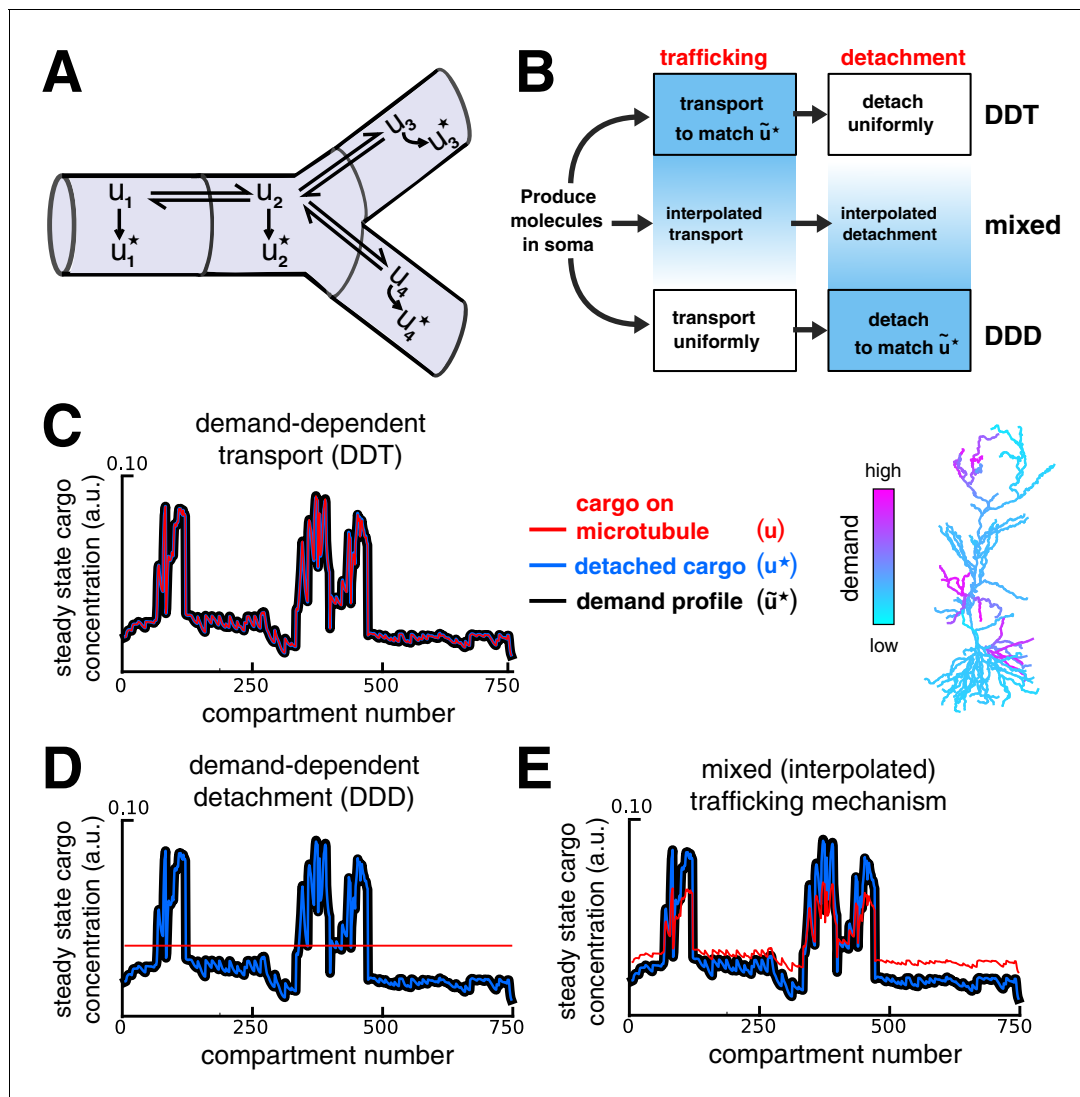 A
u₁
u₂
u₃
u₃*
u₁*
u₂*
u₄
u₄*
B
trafficking
detachment
transport
to match ũ*
detach
uniformly
DDT
Produce
molecules
in soma
interpolated
transport
interpolated
detachment
mixed
transport
uniformly
detach
to match ũ*
DDD
C
demand-dependent
transport (DDT)
steady state cargo
concentration (a.u.)
0.10
0
250
500
750
compartment number
cargo on
microtubule (u)
detached cargo (u*)
demand profile (ũ*)
high
demand
low
D
demand-dependent
detachment (DDD)
steady state cargo
concentration (a.u.)
0.10
0
250
500
750
compartment number
E
mixed (interpolated)
trafficking mechanism
steady state cargo
concentration (a.u.)
0.10
0
250
500
750
compartment number